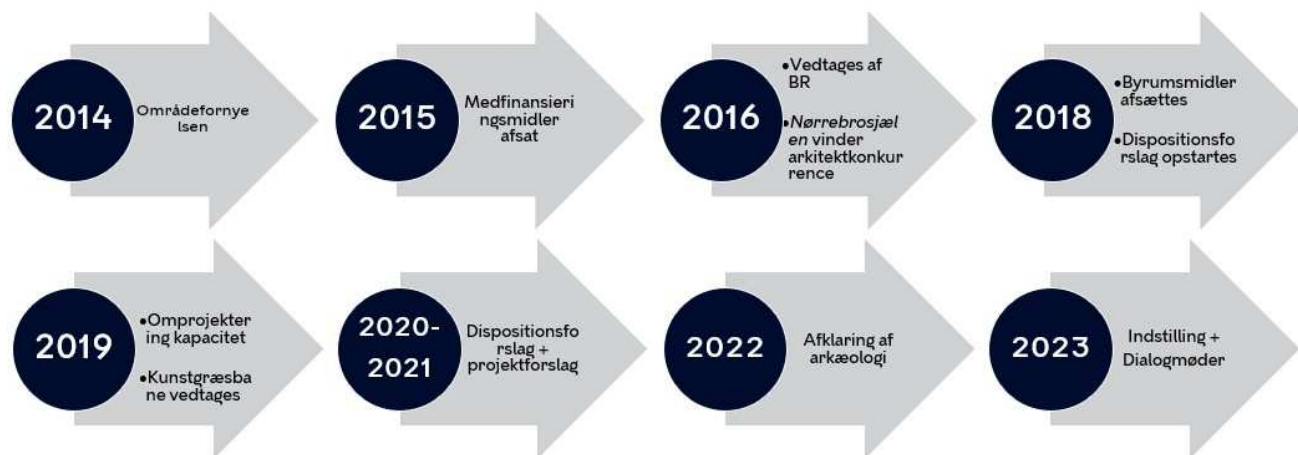 2014
Områdefornye
lsen
2015
Medfinansieri
ngsmidler
afsat
2016
•Vedtages af
BR
•Nørrebrosjæl
en vinder
arkitektkonkur
rence
2018
•Byrumsmidler
afsættes
•Dispositionsfo
rslag opstartes
2019
•Omprojekter
ing kapacitet
•Kunstgræsba
ne vedtages
2020-
2021
Dispositionsfo
rslag +
projektforslag
2022
Afklaring af
arkæologi
2023
Indstilling +
Dialogmøder